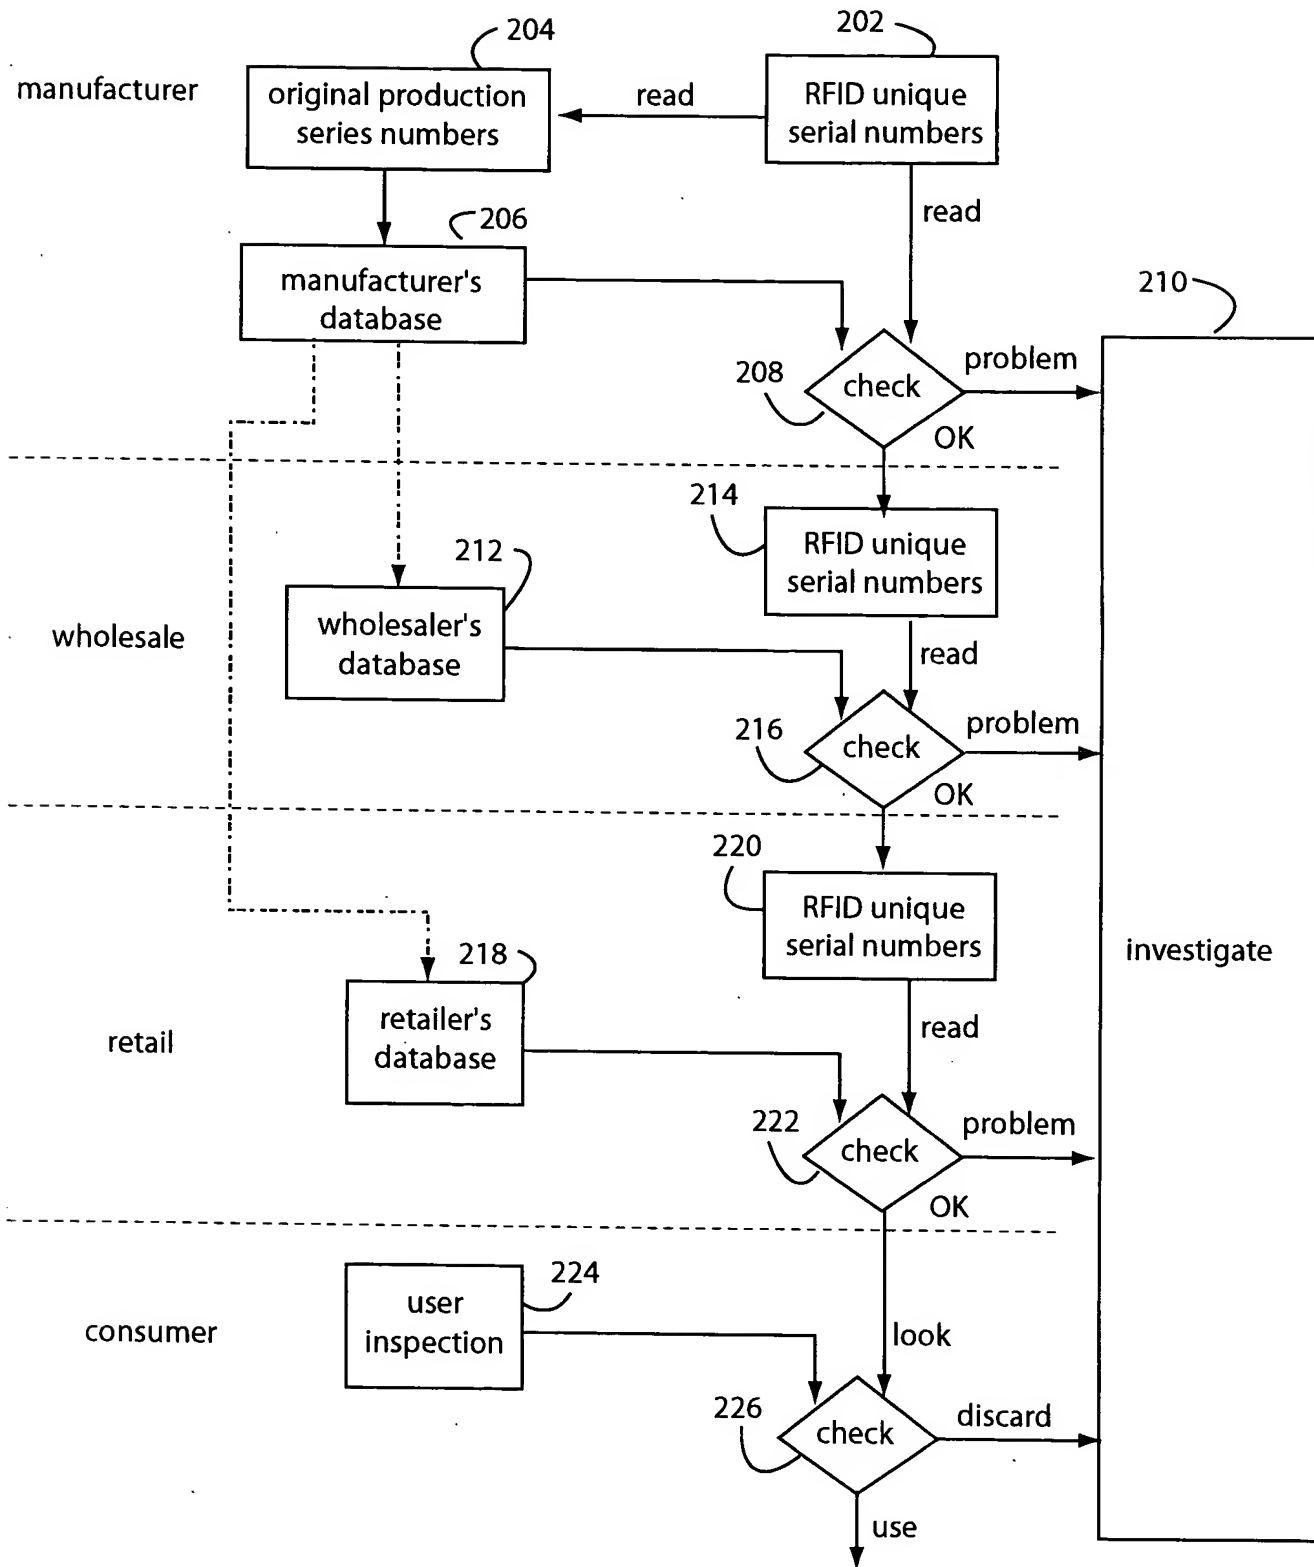 204
202
manufacturer
original production
series numbers
read
RFID unique
serial numbers
read
206
manufacturer's
database
210
208
check
problem
OK
214
RFID unique
serial numbers
212
wholesale
wholesaler's
database
read
216
check
problem
OK
220
RFID unique
serial numbers
investigate
218
retail
retailer's
database
read
222
check
problem
OK
224
consumer
user
inspection
look
226
check
discard
use